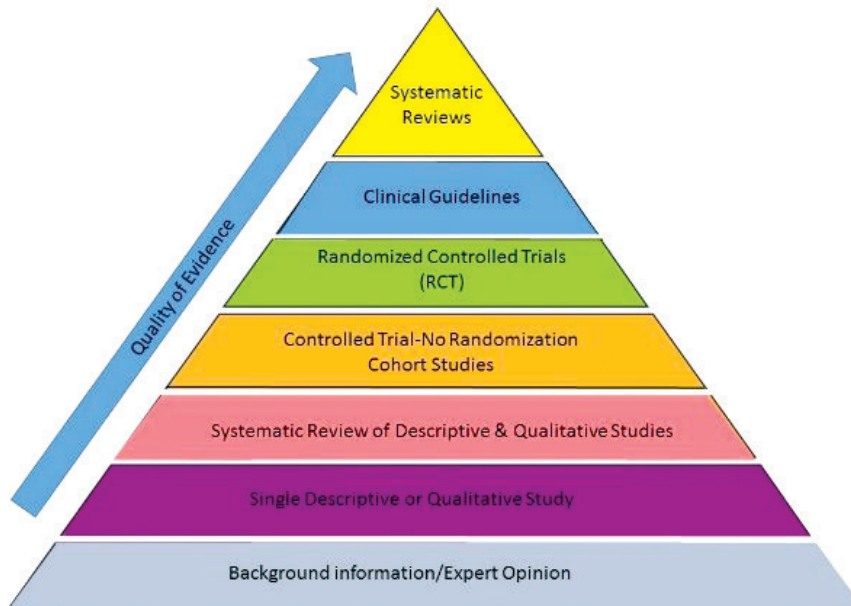 Systematic
Reviews
Clinical Guidelines
Randomized Controlled Trials
(RCT)
Quality of Evidence
Controlled Trial-No Randomization
Cohort Studies
Systematic Review of Descriptive & Qualitative Studies
Single Descriptive or Qualitative Study
Background information/Expert Opinion